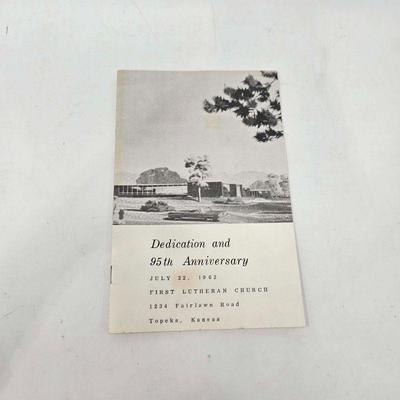 Dedication and
95th Anniversary
JULY 22, 1962
FIRST LUTHERAN CHURCH
1234 Fairlawn Road
Topeka, Kansas